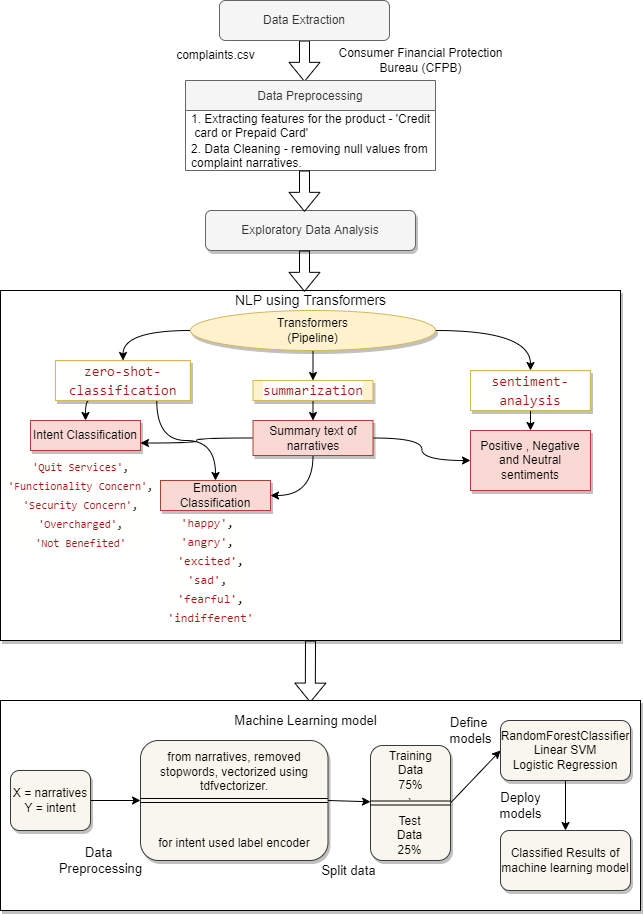 Data Extraction
complaints.csv
Consumer Financial Protection
Bureau (CFPB)
Data Preprocessing
1. Extracting features for the product - 'Credit
card or Prepaid Card'
2. Data Cleaning - removing null values from
complaint narratives.
Exploratory Data Analysis
NLP using Transformers
Transformers
(Pipeline)
zero-shot-
classification
summarization
sentiment-
analysis
Intent Classification
Summary text of
narratives
Positive , Negative
and Neutral
sentiments
'Quit Services',
'Functionality Concern',
'Security Concern',
'Overcharged',
'Not Benefited'
Emotion
Classification
'happy',
'angry',
'excited',
'sad',
'fearful',
'indifferent'
Machine Learning model
X = narratives
Y = intent
Data
Preprocessing
from narratives, removed
stopwords, vectorized using
tdfvectorizer.
for intent used label encoder
Split data
Training
Data
75%
Test
Data
25%
Define
models
RandomForestClassifier
Linear SVM
Logistic Regression
Deploy
models
Classified Results of
machine learning model